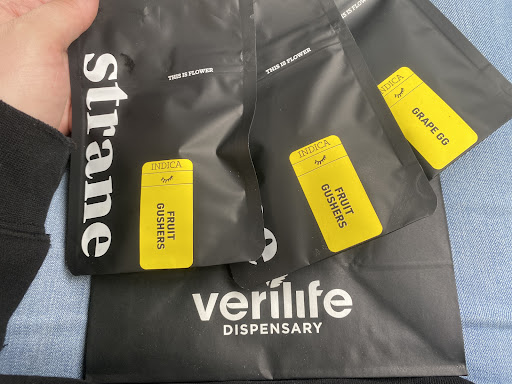 strane
THIS IS FLOWER
INDICA
FRUIT
GUSHERS
THIS IS FLOWER
INDICA
FRUIT
GUSHERS
INDICA
GRAPE GG
verilife
DISPENSARY